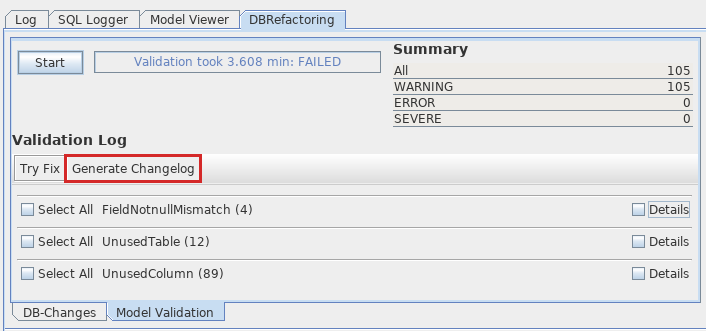 Log SQL Logger Model Viewer DBRefactoring
Start Validation took 3.608 min: FAILED
Summary
All 105
WARNING 105
ERROR 0
SEVERE 0
Validation Log
Try Fix Generate Changelog
Select All FieldNotnullMismatch (4) Details
Select All UnusedTable (12) Details
Select All UnusedColumn (89) Details
DB-Changes Model Validation